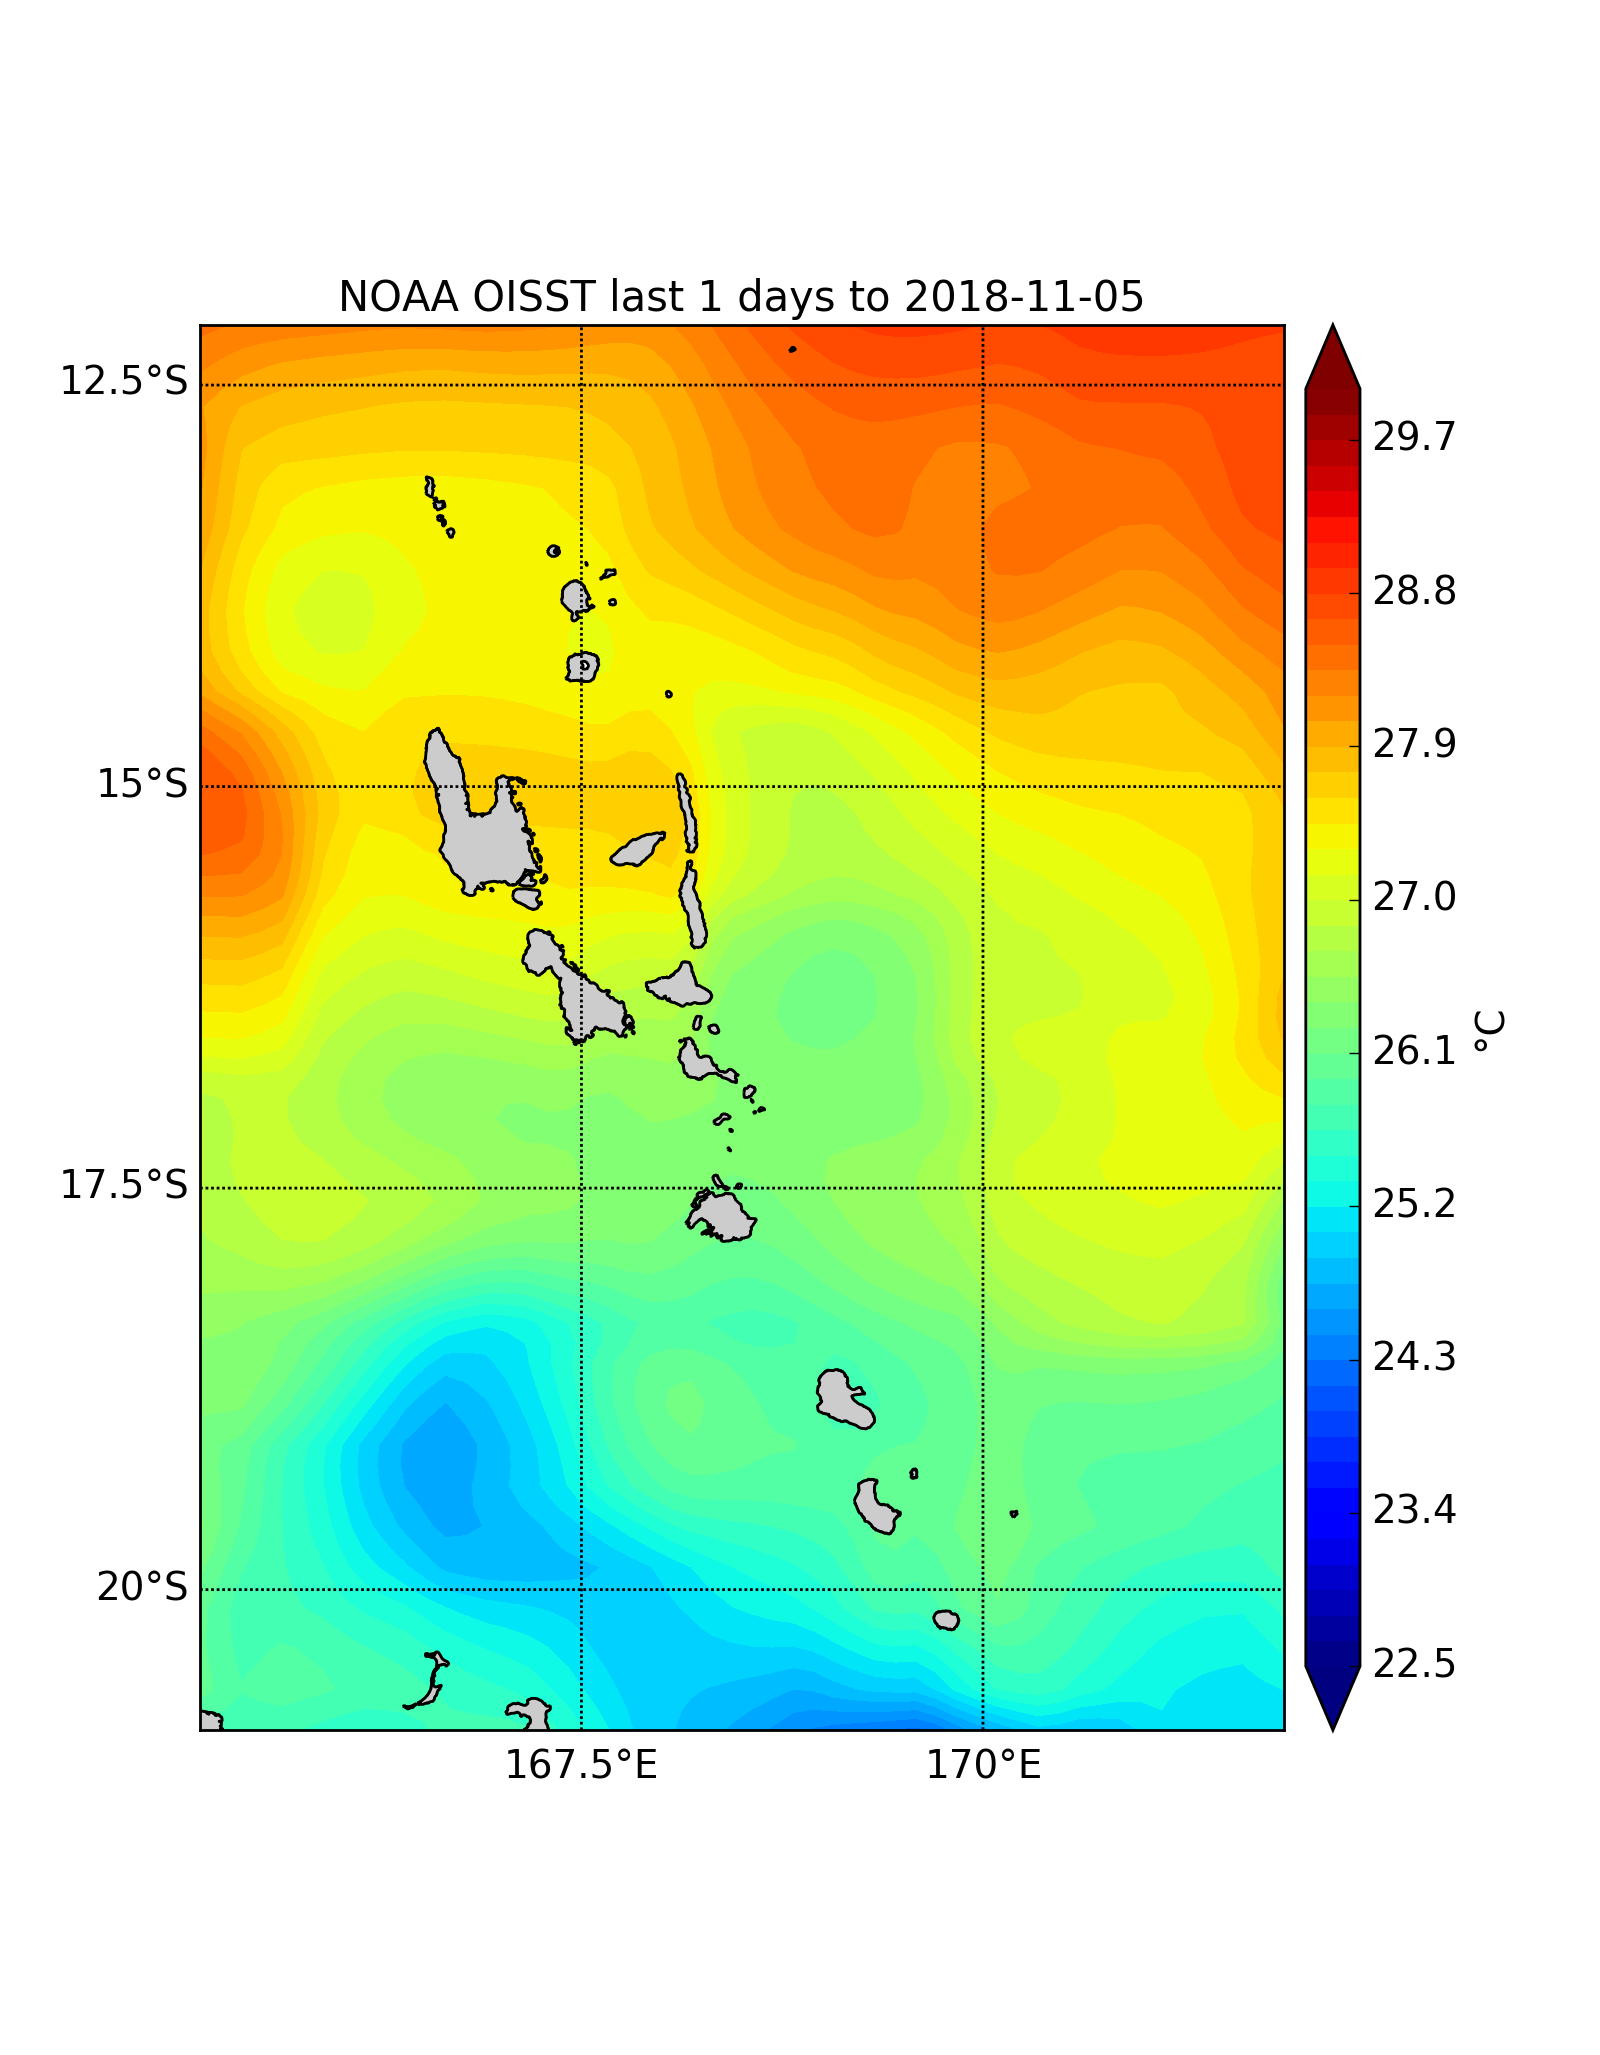 NOAA OISST last 1 days to 2018-11-05
12.5°S
15°S
17.5°S
20°S
167.5°E
170°E
29.7
28.8
27.9
27.0
26.1
25.2
24.3
23.4
22.5
°C